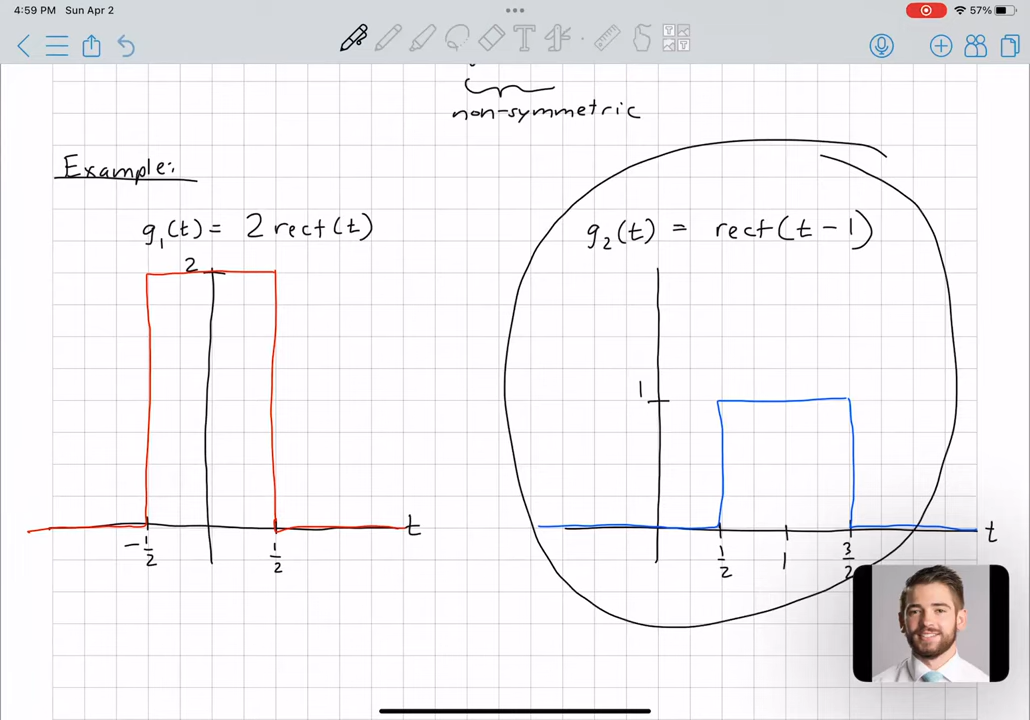 4:59 PM Sun Apr 2
57%
non-symmetric
Example:
g₁(t) = 2 rect(t)
g₂(t) = rect(t - 1)
2
1
-1/2
1/2
t
1/2
1
3/2
t